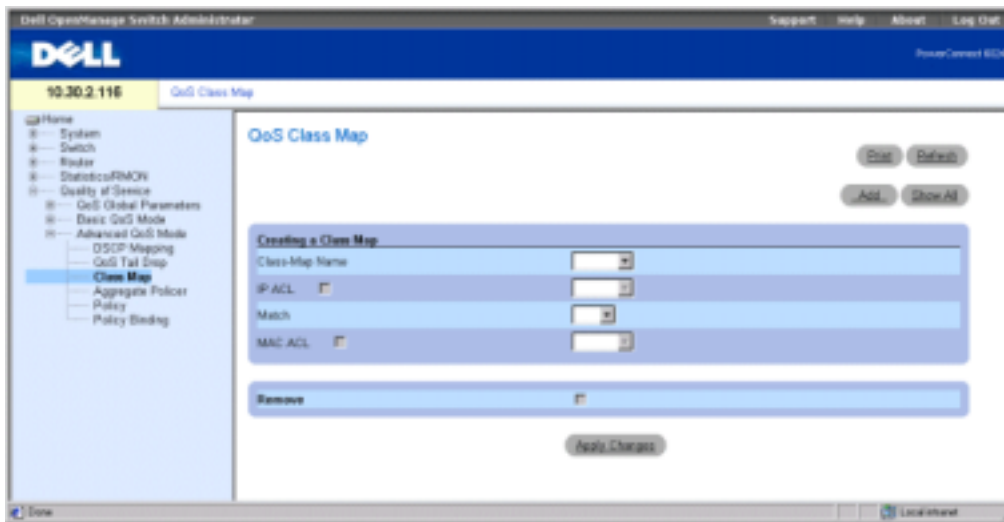 Dell OpenManage Switch Administrator
Support Help About Log Out
DELL
PowerConnect
10.30.2.116
QoS Class Map
Home
System
Switch
Router
Statistics/RMON
Quality of Service
QoS Global Parameters
Basic QoS Mode
Advanced QoS Mode
DSCP Mapping
QoS Tail Drop
Class Map
Aggregate Policer
Policy
Policy Binding
QoS Class Map
Print Refresh
Add Show All
Creating a Class Map
Class-Map Name
IP ACL
Match
MAC ACL
Remove
Apply Changes
Done
Local intranet